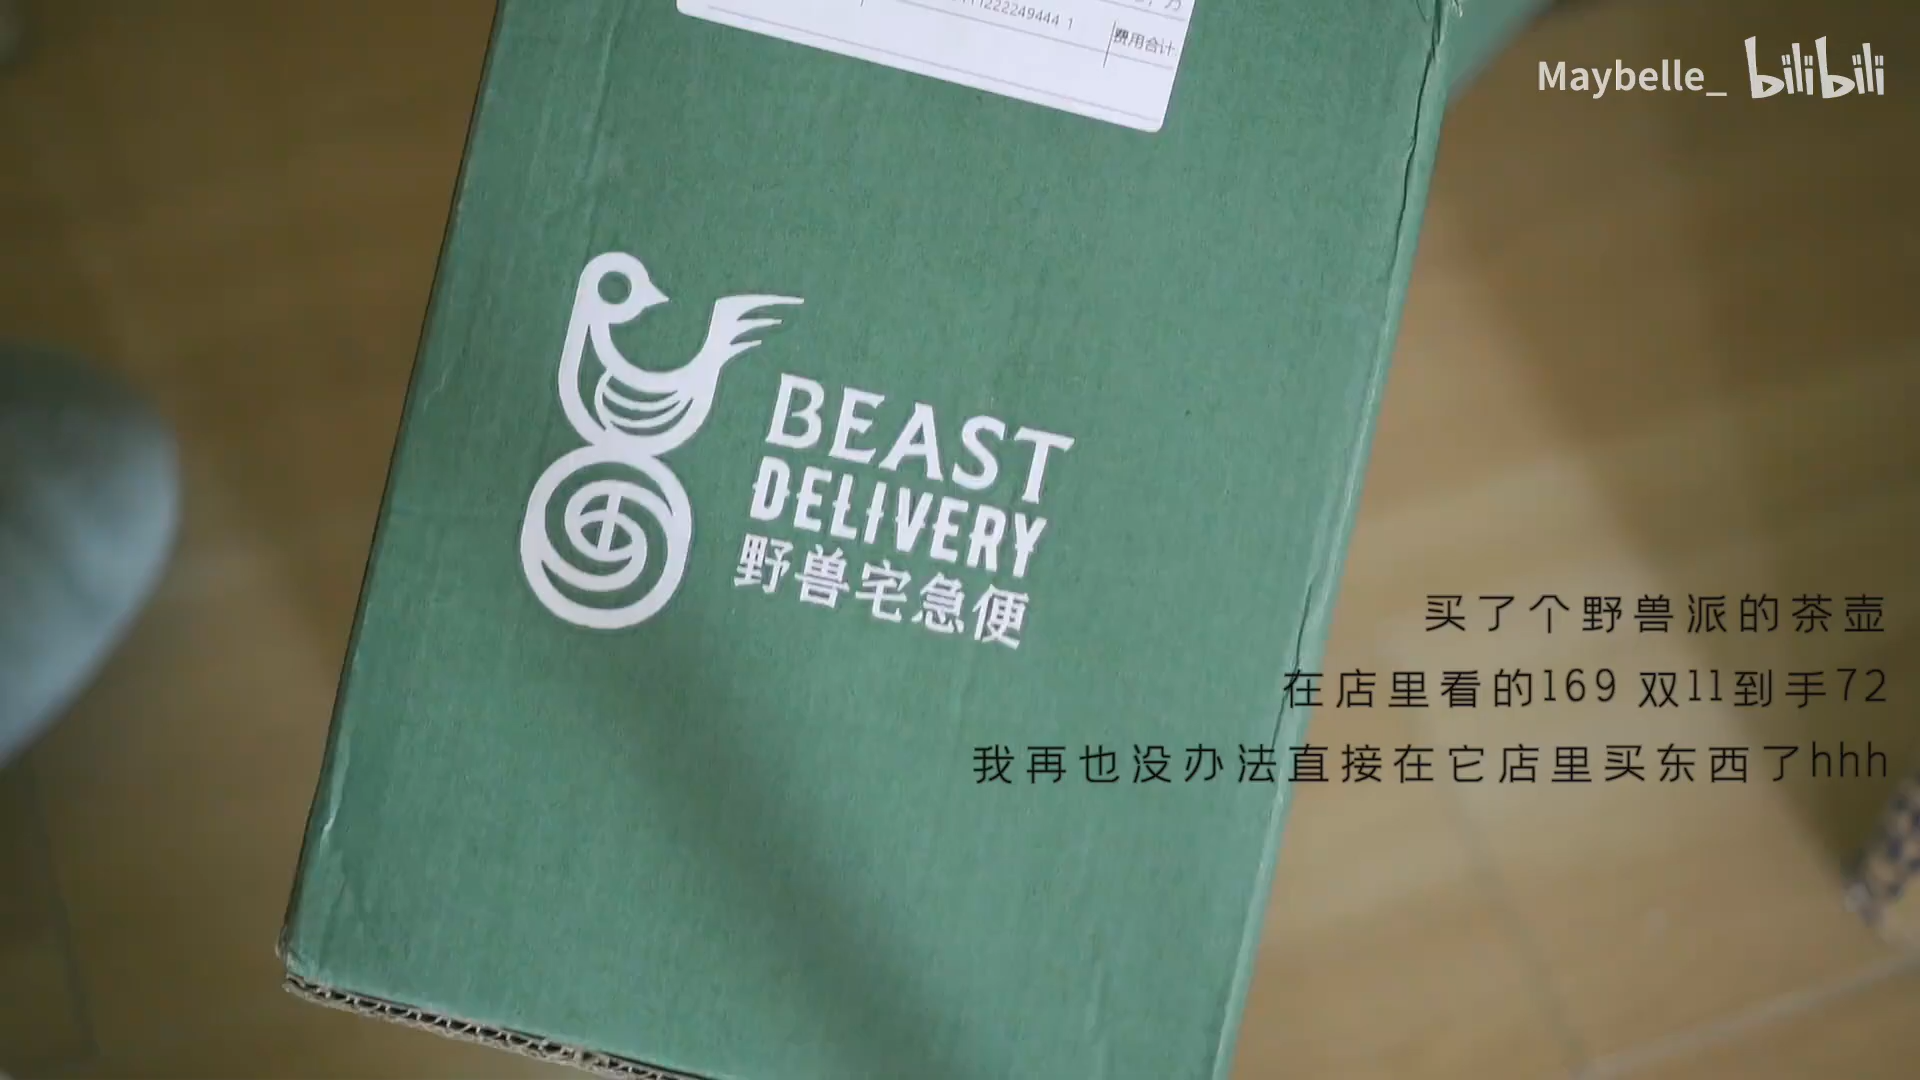 222249444 1
费用合计
Maybelle_ bilibili
BEAST
DELIVERY
野兽宅急便
买了个野兽派的茶壶
在店里看的169 双11到手72
我再也没办法直接在它店里买东西了hhh